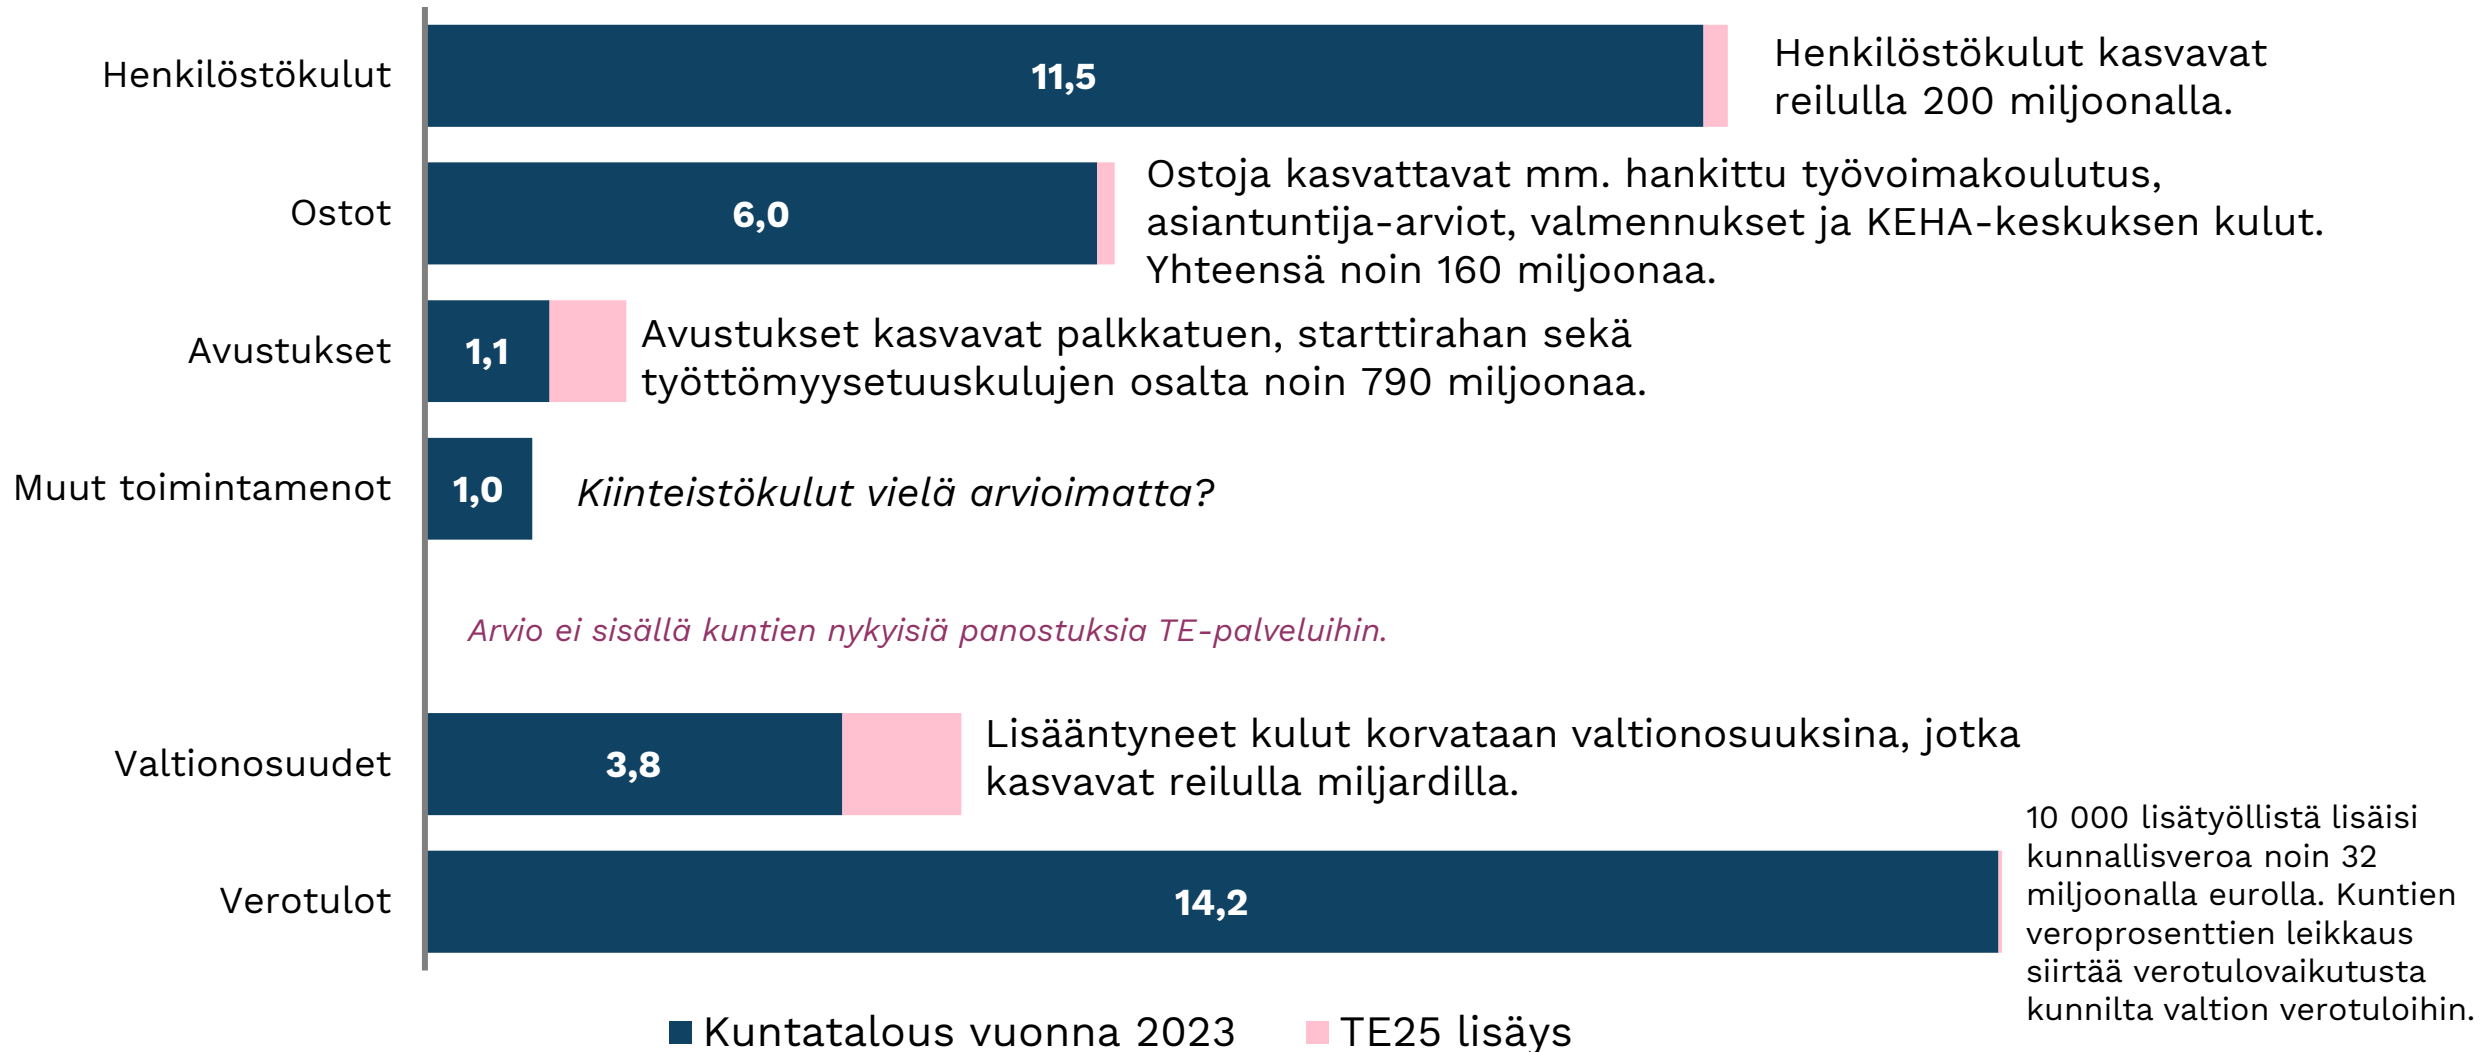 Henkilöstökulut
11,5
Henkilöstökulut kasvavat
reilulla 200 miljoonalla.
Ostot
6,0
Ostoja kasvattavat mm. hankittu työvoimakoulutus,
asiantuntija-arviot, valmennukset ja KEHA-keskuksen kulut.
Yhteensä noin 160 miljoonaa.
Avustukset
1,1
Avustukset kasvavat palkkatuen, starttirahan sekä
työttömyysetuuskulujen osalta noin 790 miljoonaa.
Muut toimintamenot
1,0
Kiinteistökulut vielä arvioimatta?
Arvio ei sisällä kuntien nykyisiä panostuksia TE-palveluihin.
Valtionosuudet
3,8
Lisääntyneet kulut korvataan valtionosuuksina, jotka
kasvavat reilulla miljardilla.
Verotulot
14,2
10 000 lisätyöllistä lisäisi
kunnallisveroa noin 32
miljoonalla eurolla. Kuntien
veroprosenttien leikkaus
siirtää verotulovaikutusta
kunnilta valtion verotuloihin.
Kuntatalous vuonna 2023
TE25 lisäys